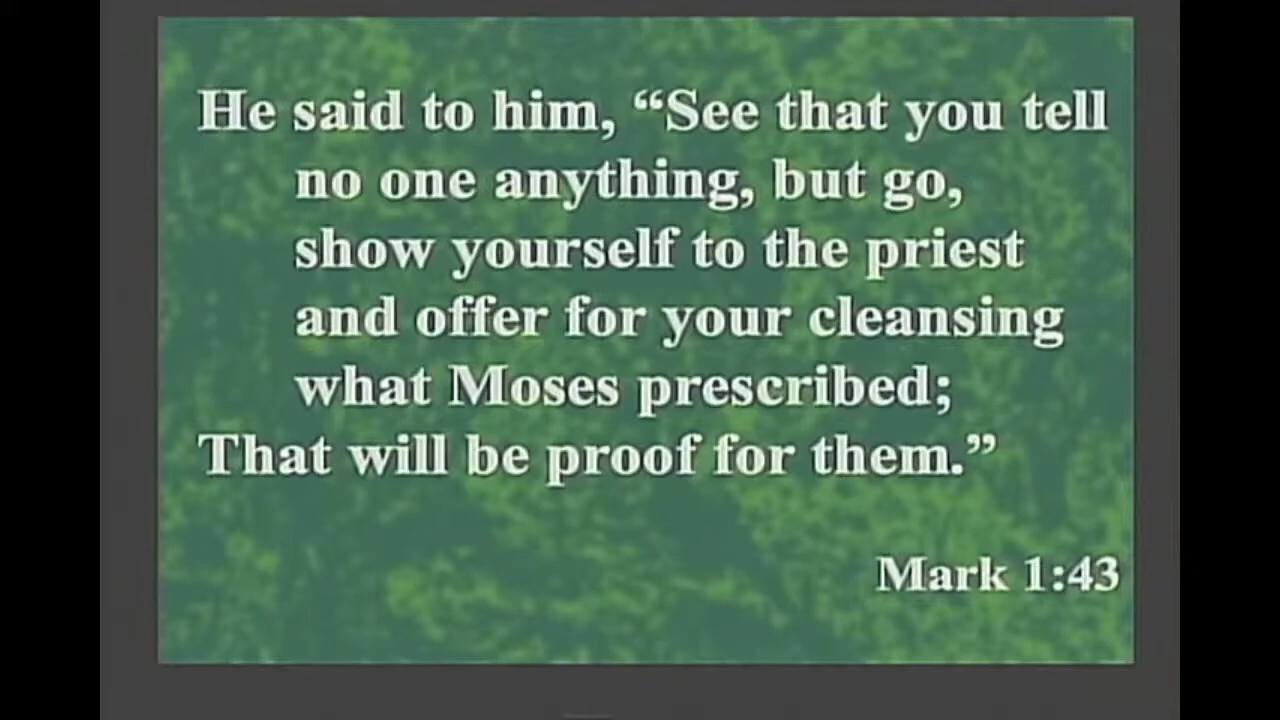 He said to him, “See that you tell
no one anything, but go,
show yourself to the priest
and offer for your cleansing
what Moses prescribed;
That will be proof for them.”
Mark 1:43